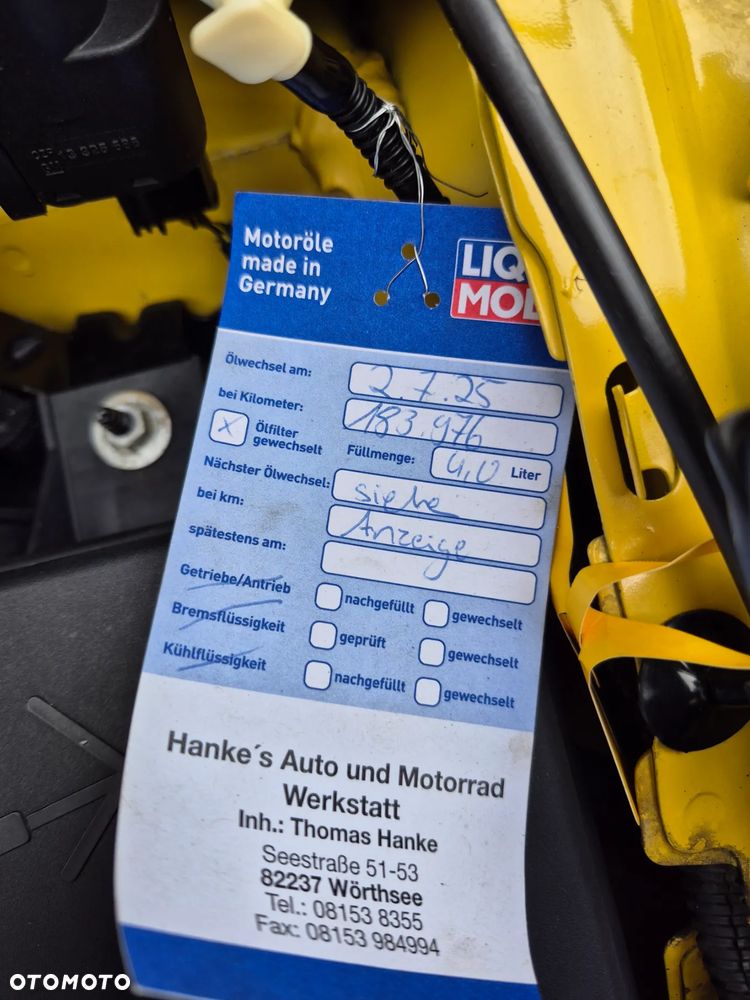 Motoröle
made in
Germany
LIQ
MOL
Ölwechsel am: 2.7.25
bei Kilometer: 183.976
X Ölfilter gewechselt
Füllmenge: 4,0 Liter
Nächster Ölwechsel: siehe
bei km: Anzeige
spätestens am:
Getriebe/Antrieb nachgefüllt gewechselt
Bremsflüssigkeit geprüft gewechselt
Kühlflüssigkeit nachgefüllt gewechselt
Hanke´s Auto und Motorrad
Werkstatt
Inh.: Thomas Hanke
Seestraße 51-53
82237 Wörthsee
Tel.: 08153 8355
Fax: 08153 984994
OTOMOTO